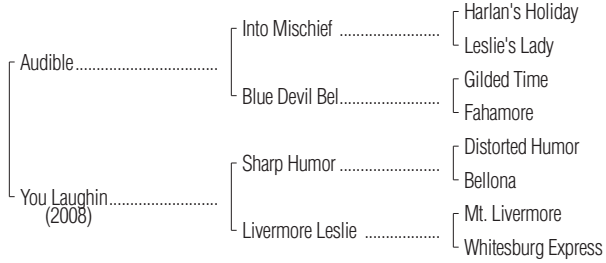 Harlan's Holiday
Into Mischief ........................
Leslie's Lady
Audible..................................
Gilded Time
Blue Devil Bel........................
Fahamore
Distorted Humor
Sharp Humor ........................
Bellona
You Laughin..........................
(2008)
Mt. Livermore
Livermore Leslie ..................
Whitesburg Express